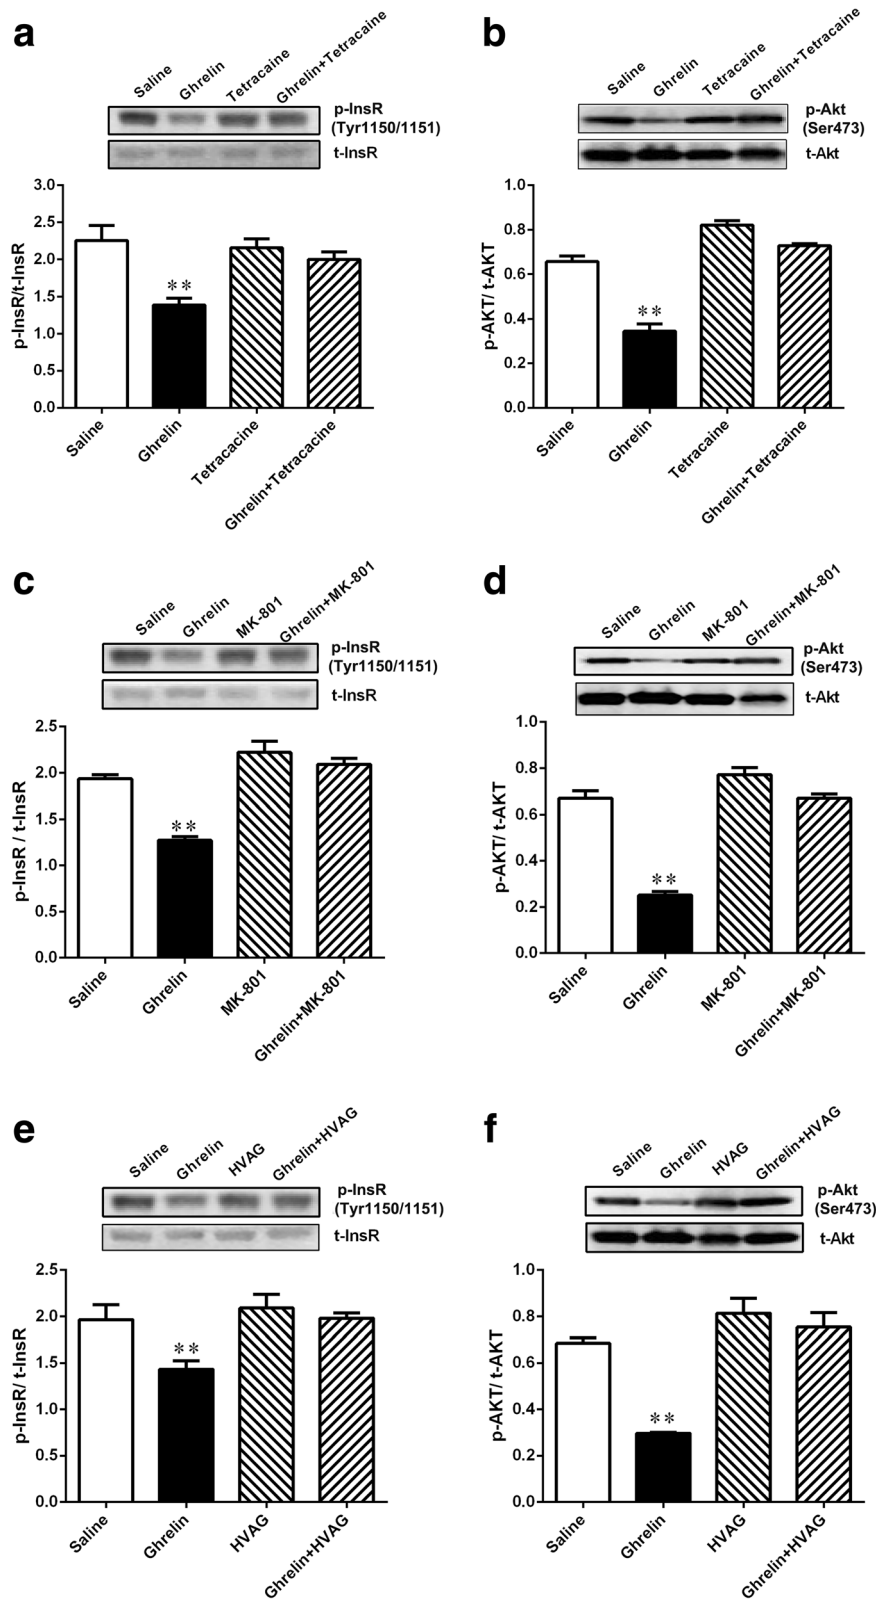 a
Saline
Ghrelin
Tetracaine
Ghrelin+Tetracaine
p-InsR
(Tyr1150/1151)
t-InsR
p-InsR/t-InsR
3.0
2.5
2.0
1.5
1.0
0.5
0.0
**
Saline
Ghrelin
Tetracacine
Ghrelin+Tetracacine
b
Saline
Ghrelin
Tetracaine
Ghrelin+Tetracaine
p-Akt
(Ser473)
t-Akt
p-AKT/ t-AKT
1.0
0.8
0.6
0.4
0.2
0.0
**
Saline
Ghrelin
Tetracaine
Ghrelin+Tetracaine
c
Saline
Ghrelin
MK-801
Ghrelin+MK-801
p-InsR
(Tyr1150/1151)
t-InsR
p-InsR / t-InsR
2.5
2.0
1.5
1.0
0.5
0.0
**
Saline
Ghrelin
MK-801
Ghrelin+MK-801
d
Saline
Ghrelin
MK-801
Ghrelin+MK-801
p-Akt
(Ser473)
t-Akt
p-AKT/ t-AKT
1.0
0.8
0.6
0.4
0.2
0.0
**
Saline
Ghrelin
MK-801
Ghrelin+MK-801
e
Saline
Ghrelin
HVAG
Ghrelin+HVAG
p-InsR
(Tyr1150/1151)
t-InsR
p-InsR/ t-InsR
2.5
2.0
1.5
1.0
0.5
0.0
**
Saline
Ghrelin
HVAG
Ghrelin+HVAG
f
Saline
Ghrelin
HVAG
Ghrelin+HVAG
p-Akt
(Ser473)
t-Akt
p-AKT/ t-AKT
1.0
0.8
0.6
0.4
0.2
0.0
**
Saline
Ghrelin
HVAG
Ghrelin+HVAG